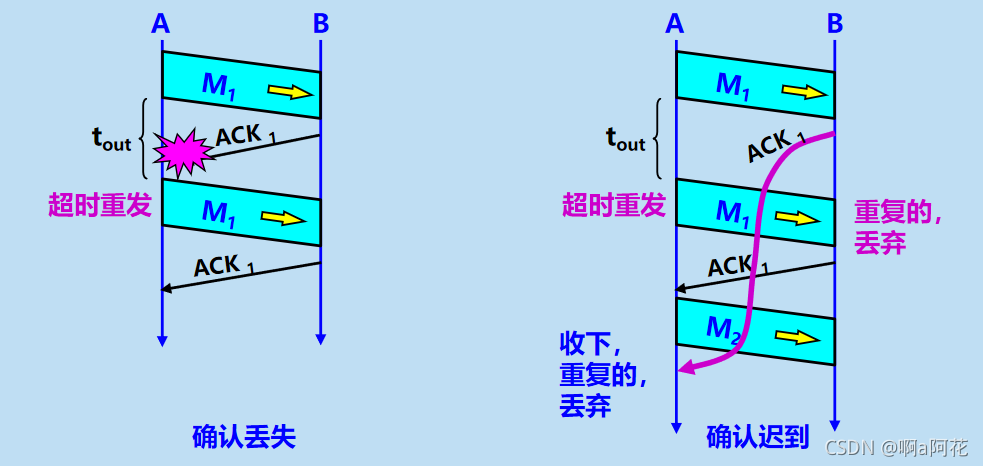 A
B
M1
tout
ACK 1
超时重发
M1
ACK 1
确认丢失
A
B
M1
tout
ACK 1
超时重发
M1
重复的，
丢弃
ACK 1
M2
收下，
重复的，
丢弃
确认迟到
CSDN @啊a阿花